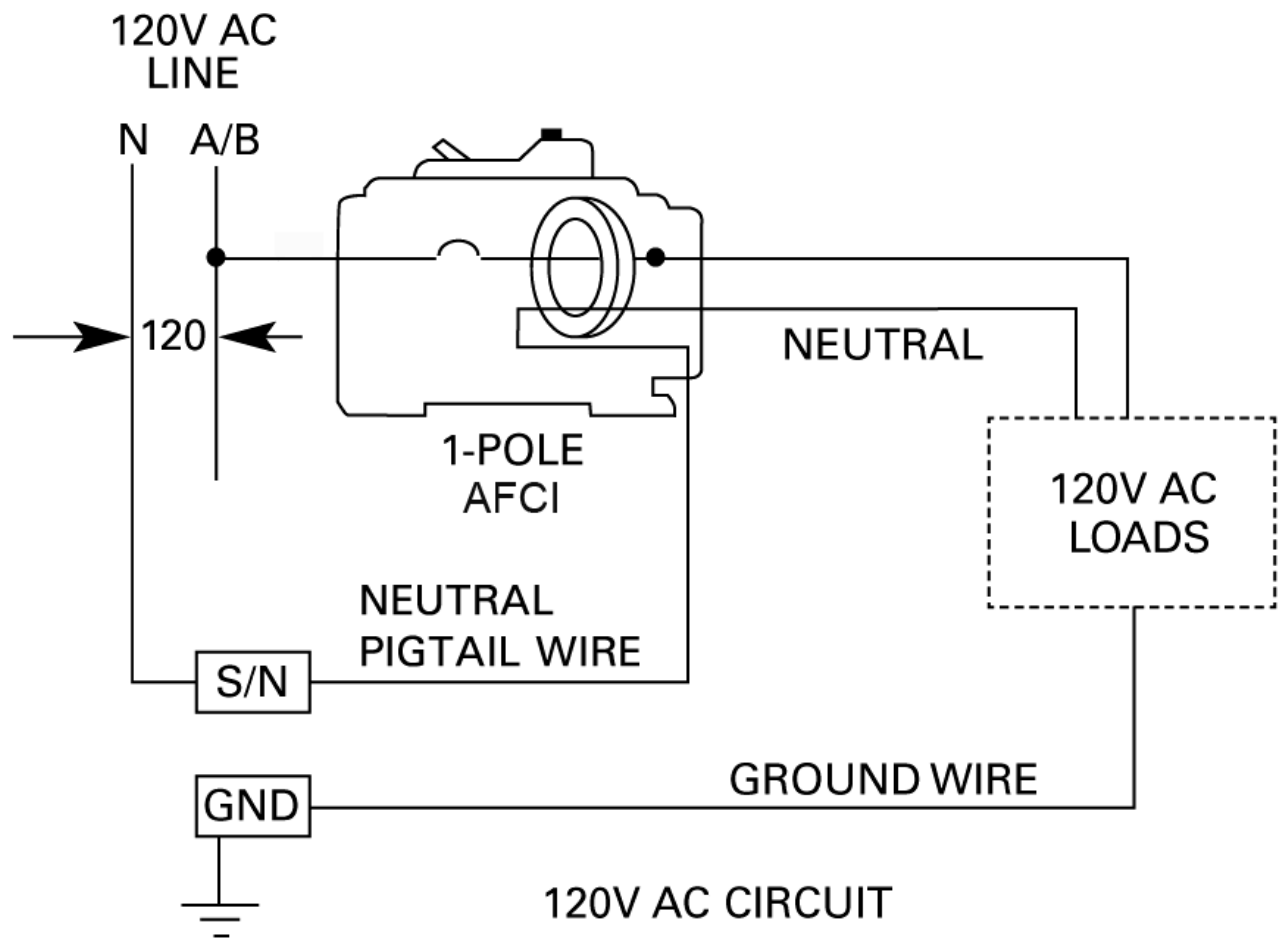 120V AC
LINE
N A/B
120
NEUTRAL
1-POLE
AFCI
120V AC
LOADS
NEUTRAL
PIGTAIL WIRE
S/N
GROUND WIRE
GND
120V AC CIRCUIT